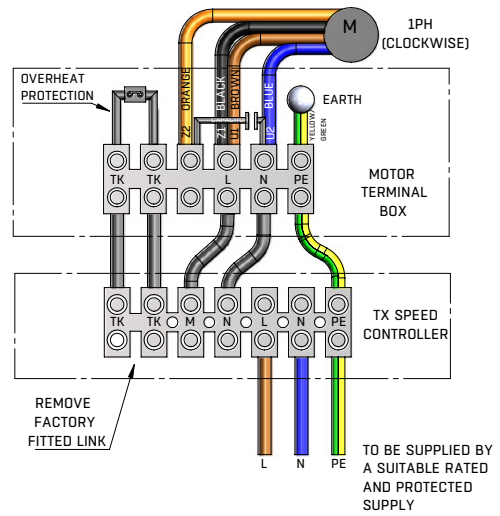 M
1PH
(CLOCKWISE)
OVERHEAT
PROTECTION
ORANGE
BLACK
BROWN
BLUE
Z2
Z1
U1
U2
EARTH
YELLOW/
GREEN
TK TK L N PE
MOTOR
TERMINAL
BOX
TK TK M N L N PE
TX SPEED
CONTROLLER
REMOVE
FACTORY
FITTED LINK
L N PE
TO BE SUPPLIED BY
A SUITABLE RATED
AND PROTECTED
SUPPLY